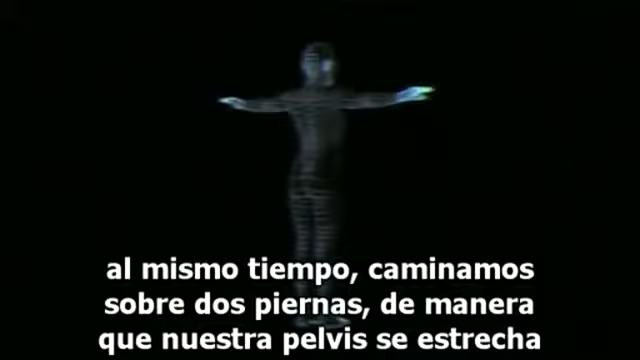 al mismo tiempo, caminamos
sobre dos piernas, de manera
que nuestra pelvis se estrecha